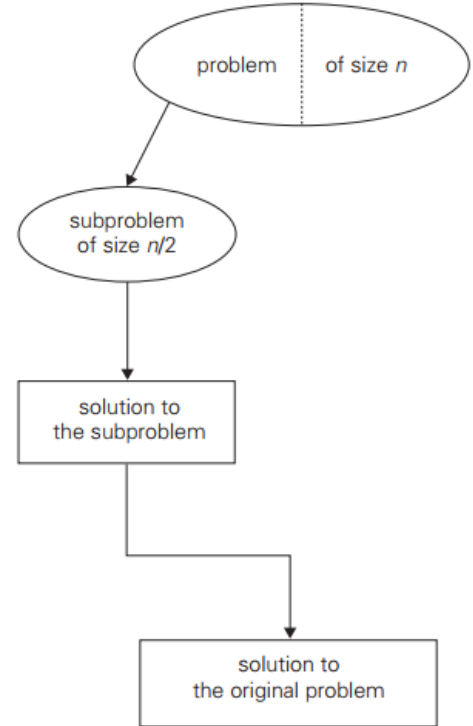 problem of size n
subproblem
of size n/2
solution to
the subproblem
solution to
the original problem